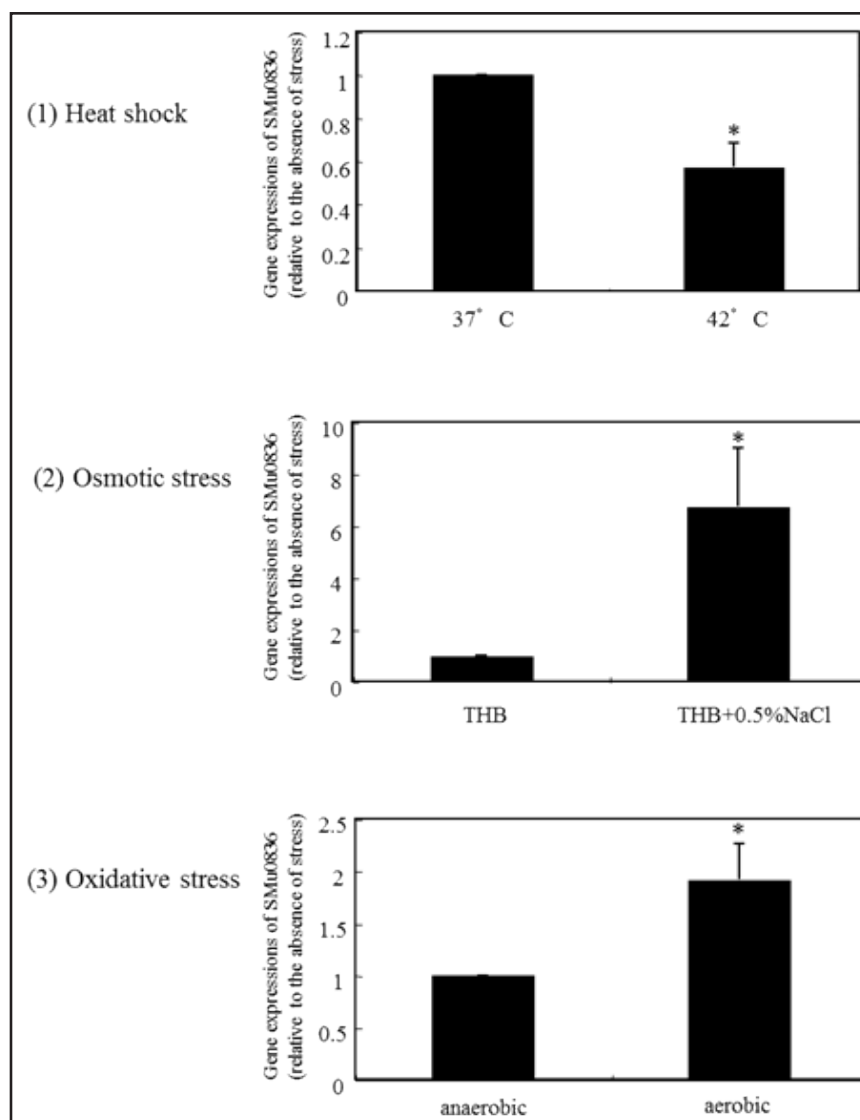 (1) Heat shock
Gene expressions of SMu0836
(relative to the absence of stress)
1.2
1
0.8
0.6
0.4
0.2
0
*
37° C
42° C
(2) Osmotic stress
Gene expressions of SMu0836
(relative to the absence of stress)
10
8
6
4
2
0
*
THB
THB+0.5%NaCl
(3) Oxidative stress
Gene expressions of SMu0836
(relative to the absence of stress)
2.5
2
1.5
1
0.5
0
*
anaerobic
aerobic